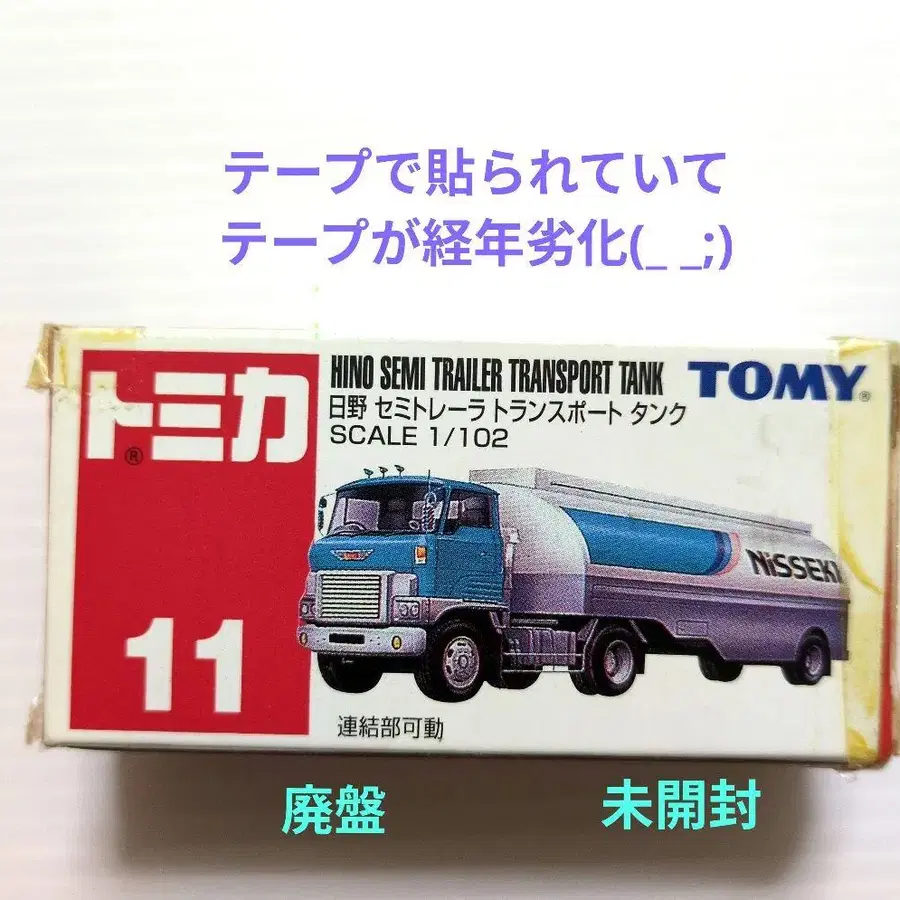 テープで貼られていて
テープが経年劣化(_ _;)
トミカ®
HINO SEMI TRAILER TRANSPORT TANK
TOMY®
日野 セミトレーラ トランスポート タンク
SCALE 1/102
NISSEKI
11
連結部可動
廃盤
未開封